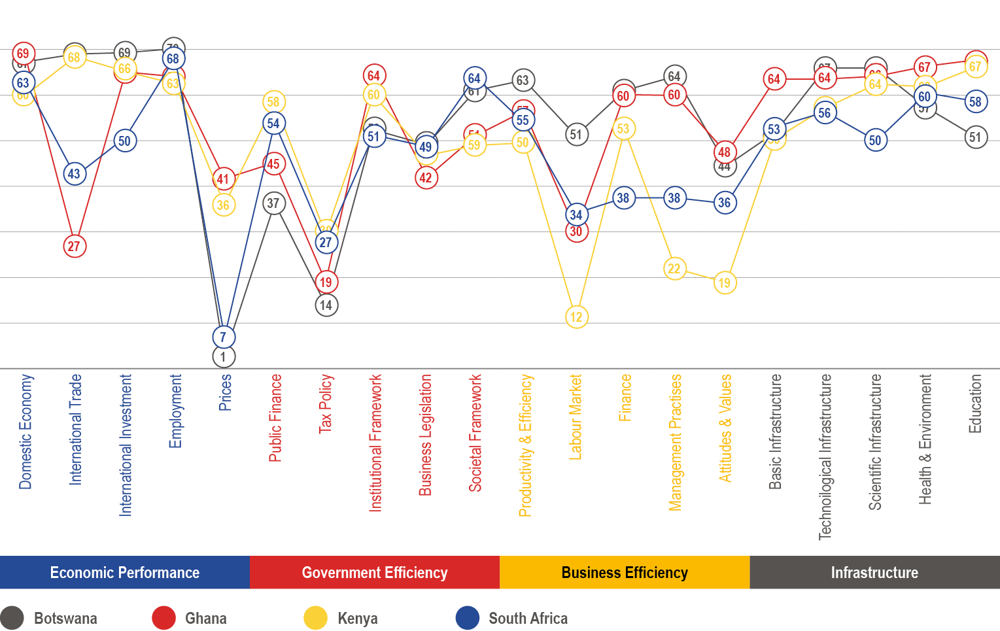 69
63
68
69
66
68
63
43
50
27
41
36
7
1
58
54
45
37
27
19
14
64
60
51
49
42
64
61
59
63
57
55
50
51
34
30
12
60
53
38
64
60
38
22
48
44
36
19
64
53
64
56
64
50
67
60
57
67
58
51
Domestic Economy
International Trade
International Investment
Employment
Prices
Public Finance
Tax Policy
Institutional Framework
Business Legislation
Societal Framework
Productivity & Efficiency
Labour Market
Finance
Management Practises
Attitudes & Values
Basic Infrastructure
Technoilogical Infrastructure
Scientific Infrastructure
Health & Environment
Education
Economic Performance
Government Efficiency
Business Efficiency
Infrastructure
Botswana
Ghana
Kenya
South Africa